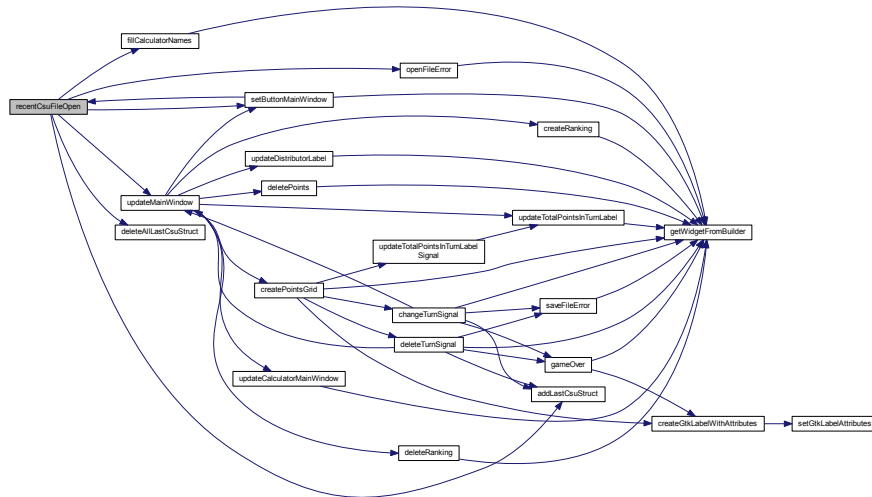 fillCalculatorNames
openFileError
recentCsuFileOpen
setButtonMainWindow
createRanking
updateDistributorLabel
deletePoints
updateMainWindow
updateTotalPointsInTurnLabel
deleteAllLastCsuStruct
getWidgetFromBuilder
updateTotalPointsInTurnLabel
Signal
createPointsGrid
saveFileError
changeTurnSignal
deleteTurnSignal
gameOver
updateCalculatorMainWindow
addLastCsuStruct
createGtkLabelWithAttributes
setGtkLabelAttributes
deleteRanking